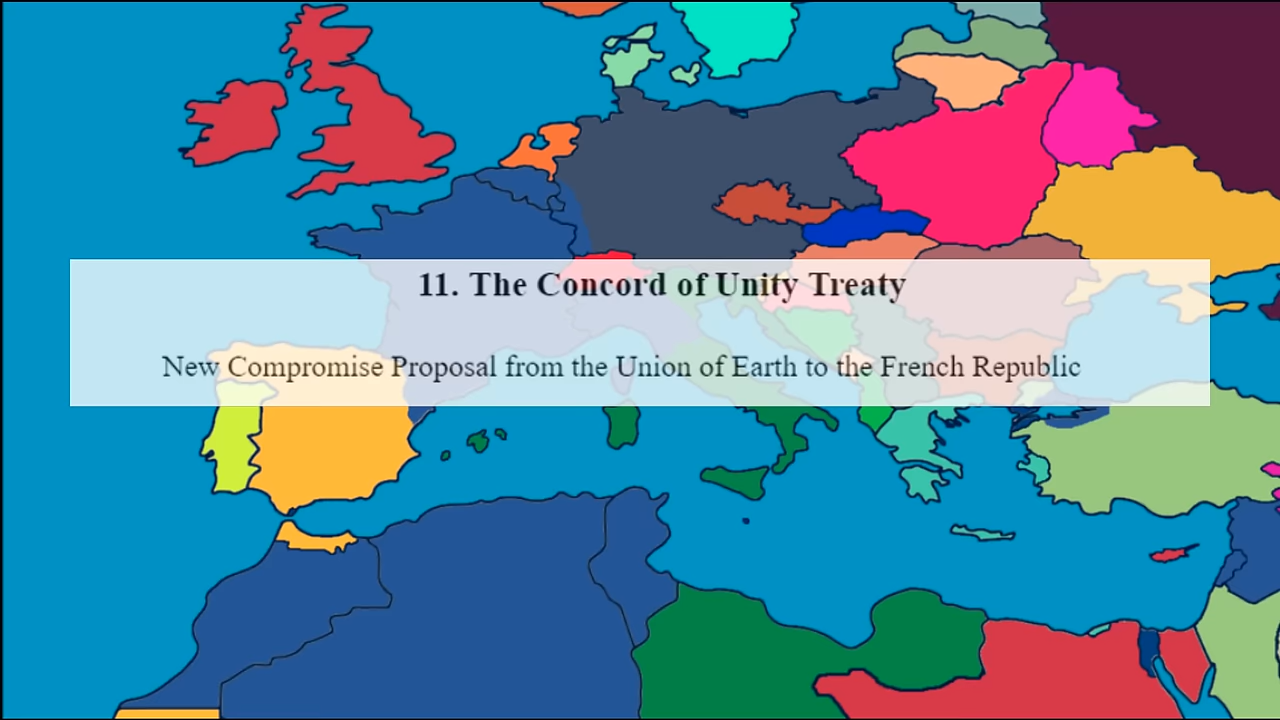 11. The Concord of Unity Treaty
New Compromise Proposal from the Union of Earth to the French Republic